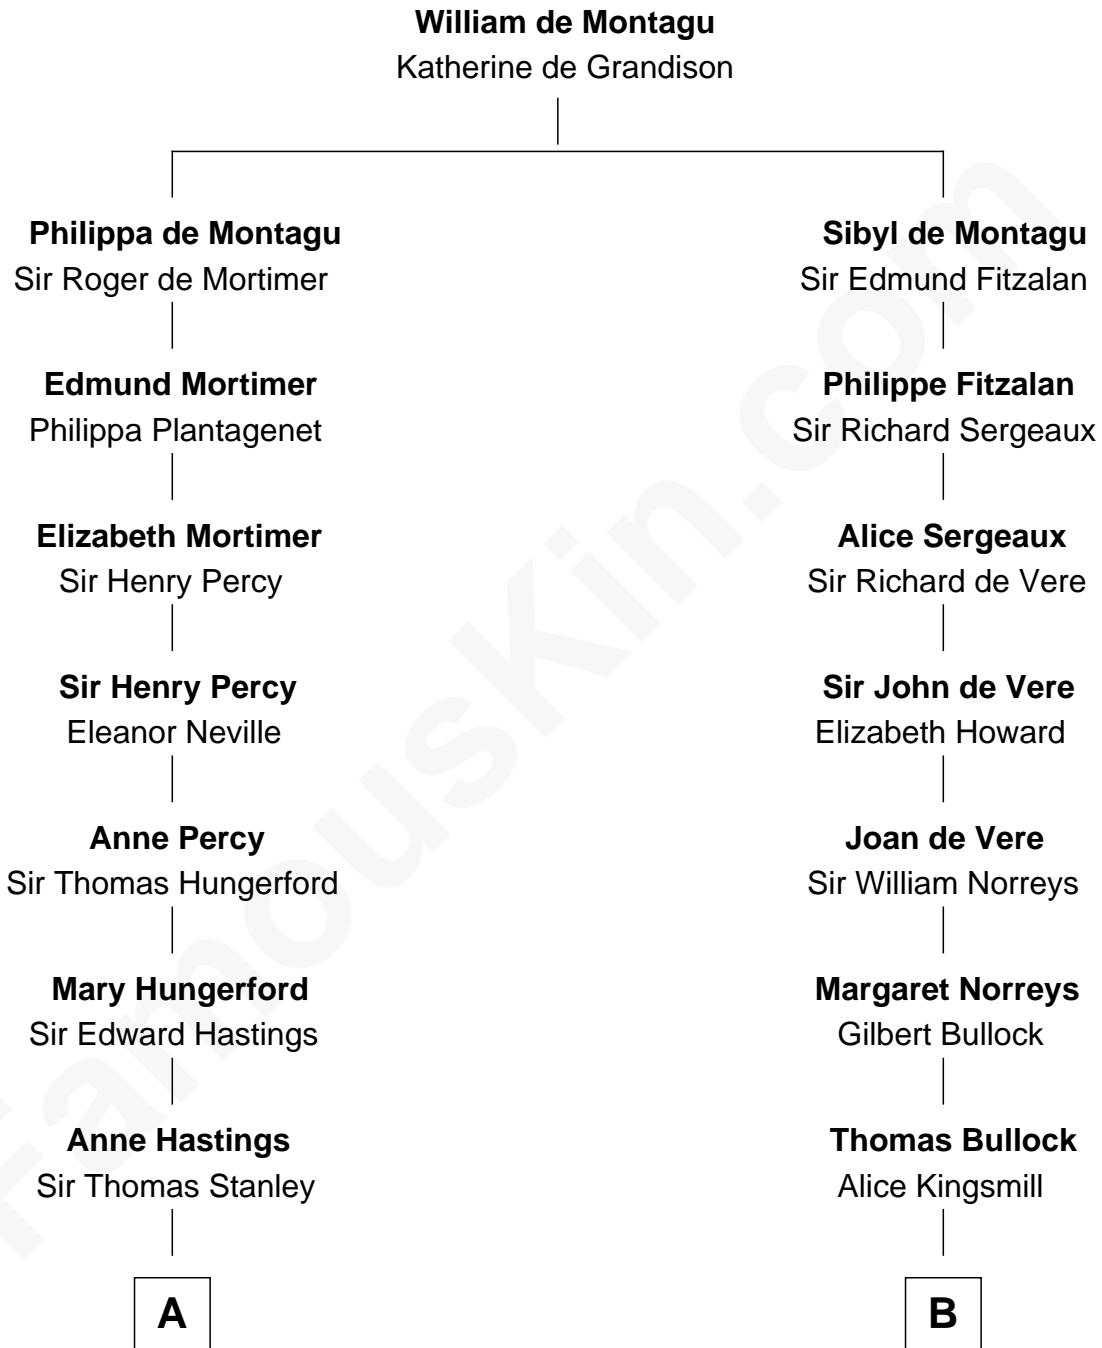 William de Montagu
Katherine de Grandison
Philippa de Montagu
Sir Roger de Mortimer
Edmund Mortimer
Philippa Plantagenet
Elizabeth Mortimer
Sir Henry Percy
Sir Henry Percy
Eleanor Neville
Anne Percy
Sir Thomas Hungerford
Mary Hungerford
Sir Edward Hastings
Anne Hastings
Sir Thomas Stanley
A
Sibyl de Montagu
Sir Edmund Fitzalan
Philippe Fitzalan
Sir Richard Sergeaux
Alice Sergeaux
Sir Richard de Vere
Sir John de Vere
Elizabeth Howard
Joan de Vere
Sir William Norreys
Margaret Norreys
Gilbert Bullock
Thomas Bullock
Alice Kingsmill
B
FamousKin.com